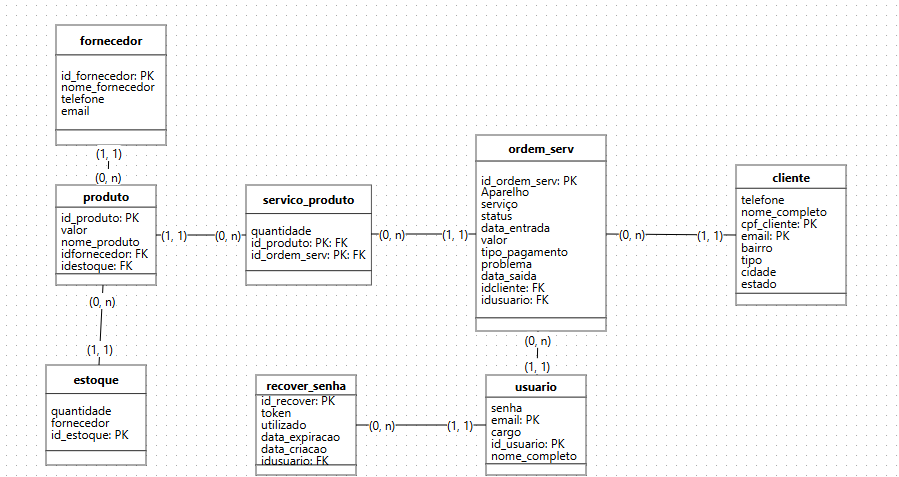 fornecedor
id_fornecedor: PK
nome_fornecedor
telefone
email
(1, 1)
(0, n)
produto
id_produto: PK
valor
nome_produto
idfornecedor: FK
idestoque: FK
(1, 1)
(0, n)
servico_produto
quantidade
id_produto: PK: FK
id_ordem_serv: PK: FK
(0, n)
(1, 1)
ordem_serv
id_ordem_serv: PK
Aparelho
serviço
status
data_entrada
valor
tipo_pagamento
problema
data_saida
idcliente: FK
idusuario: FK
(0, n)
(1, 1)
cliente
telefone
nome_completo
cpf_cliente: PK
email: PK
bairro
tipo
cidade
estado
(0, n)
(1, 1)
estoque
quantidade
fornecedor
id_estoque: PK
recover_senha
id_recover: PK
token
utilizado
data_expiracao
data_criacao
idusuario: FK
(0, n)
(1, 1)
(0, n)
(1, 1)
usuario
senha
email: PK
cargo
id_usuario: PK
nome_completo